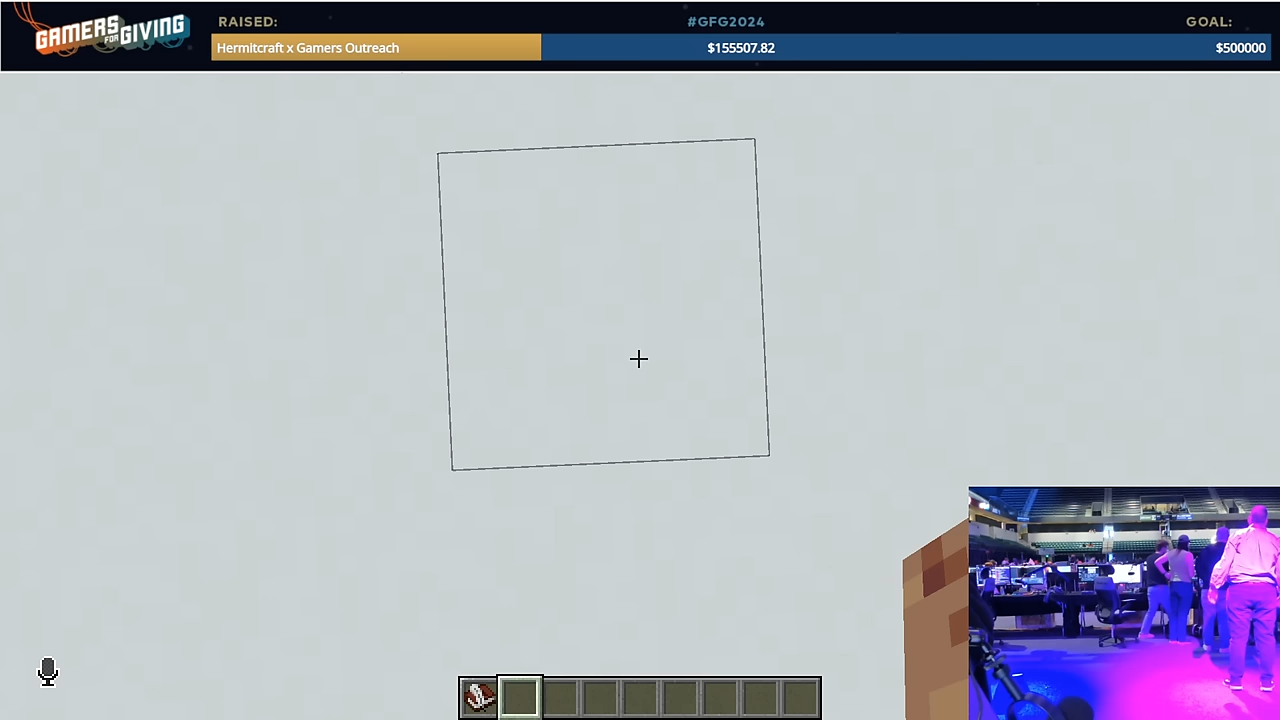 GAMERS FOR GIVING
RAISED:
#GFG2024
GOAL:
Hermitcraft x Gamers Outreach
$155507.82
$500000